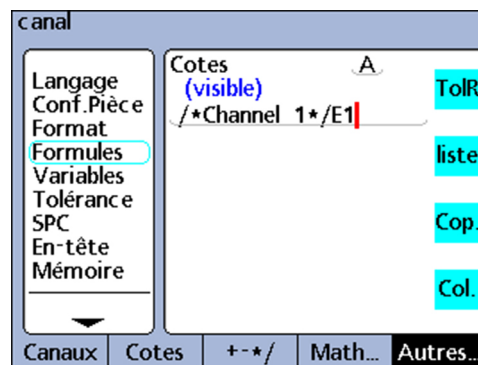 canal
Langage
Conf.Pièce
Format
Formules
Variables
Tolérance
SPC
En-tête
Mémoire
Cotes
A
(visible)
/*Channel 1*/E1
TolR
liste
Cop.
Col.
Canaux
Cotes
+-*/
Math...
Autres...